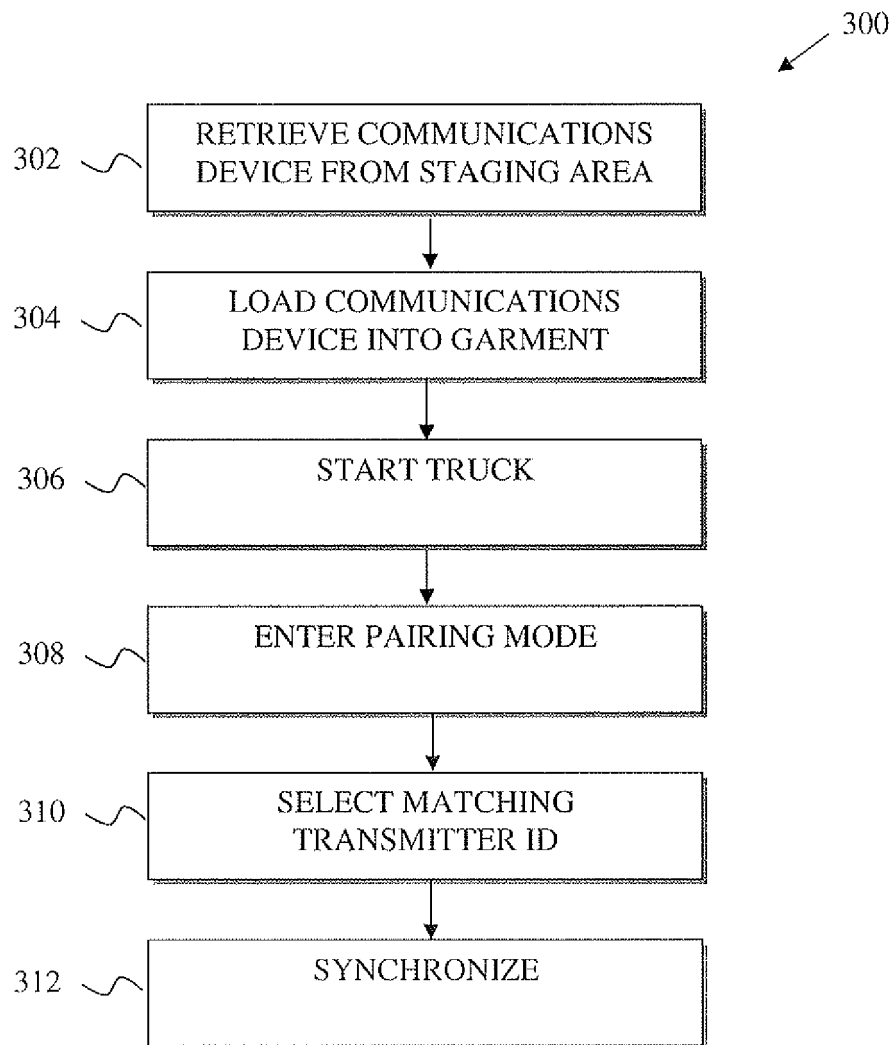 300
302
RETRIEVE COMMUNICATIONS
DEVICE FROM STAGING AREA
304
LOAD COMMUNICATIONS
DEVICE INTO GARMENT
306
START TRUCK
308
ENTER PAIRING MODE
310
SELECT MATCHING
TRANSMITTER ID
312
SYNCHRONIZE